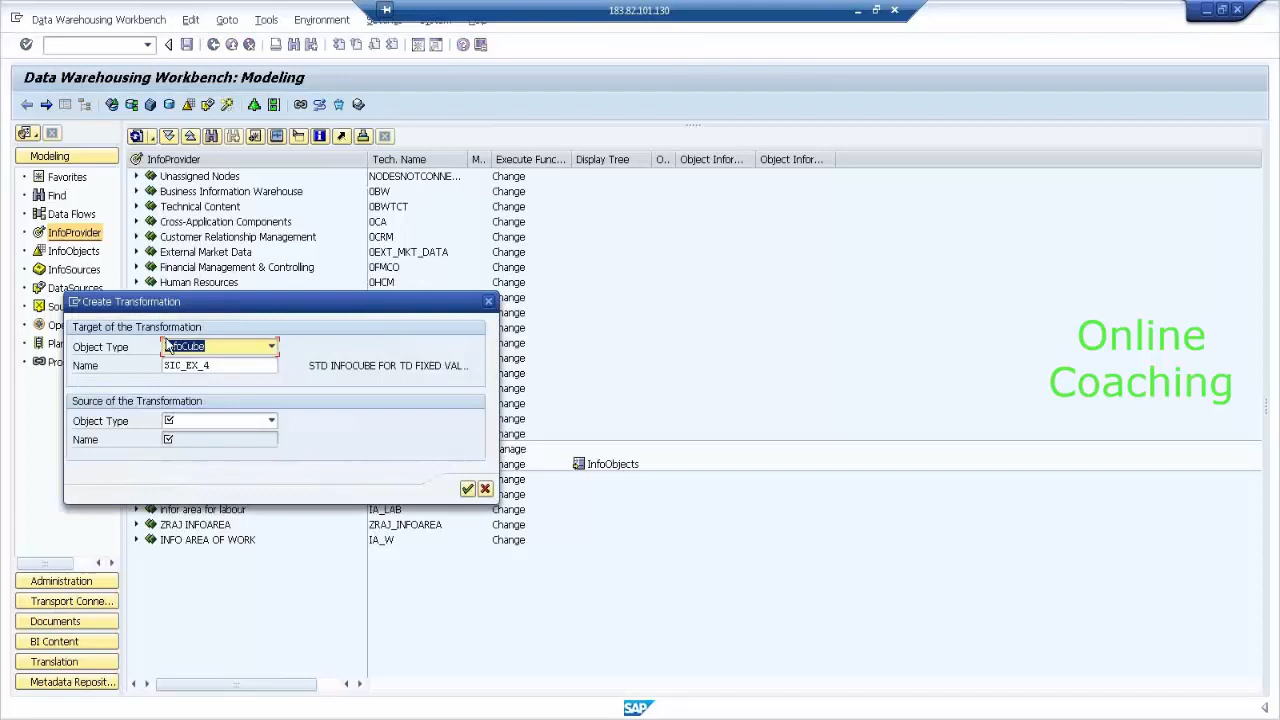 183.82.101.130
Data Warehousing Workbench Edit Goto Tools Environment
Data Warehousing Workbench: Modeling
Modeling
Favorites
Find
Data Flows
InfoProvider
InfoObjects
InfoSources
DataSources
InfoProvider Tech. Name M.. Execute Func... Display Tree O.. Object Infor... Object Infor...
Unassigned Nodes NODESNOTCONNE... Change
Business Information Warehouse 0BW Change
Technical Content 0BWTCT Change
Cross-Application Components 0CA Change
Customer Relationship Management 0CRM Change
External Market Data 0EXT_MKT_DATA Change
Financial Management & Controlling 0FMCO Change
Human Resources 0HCM Change
Create Transformation
Target of the Transformation
Object Type InfoCube
Name SIC_EX_4 STD INFOCUBE FOR TD FIXED VAL...
Source of the Transformation
Object Type
Name
InfoObjects
infor area for labour IA_LAB Change
ZRAJ INFOAREA ZRAJ_INFOAREA Change
INFO AREA OF WORK IA_W Change
Administration
Transport Conne...
Documents
BI Content
Translation
Metadata Reposit...
Online
Coaching
SAP